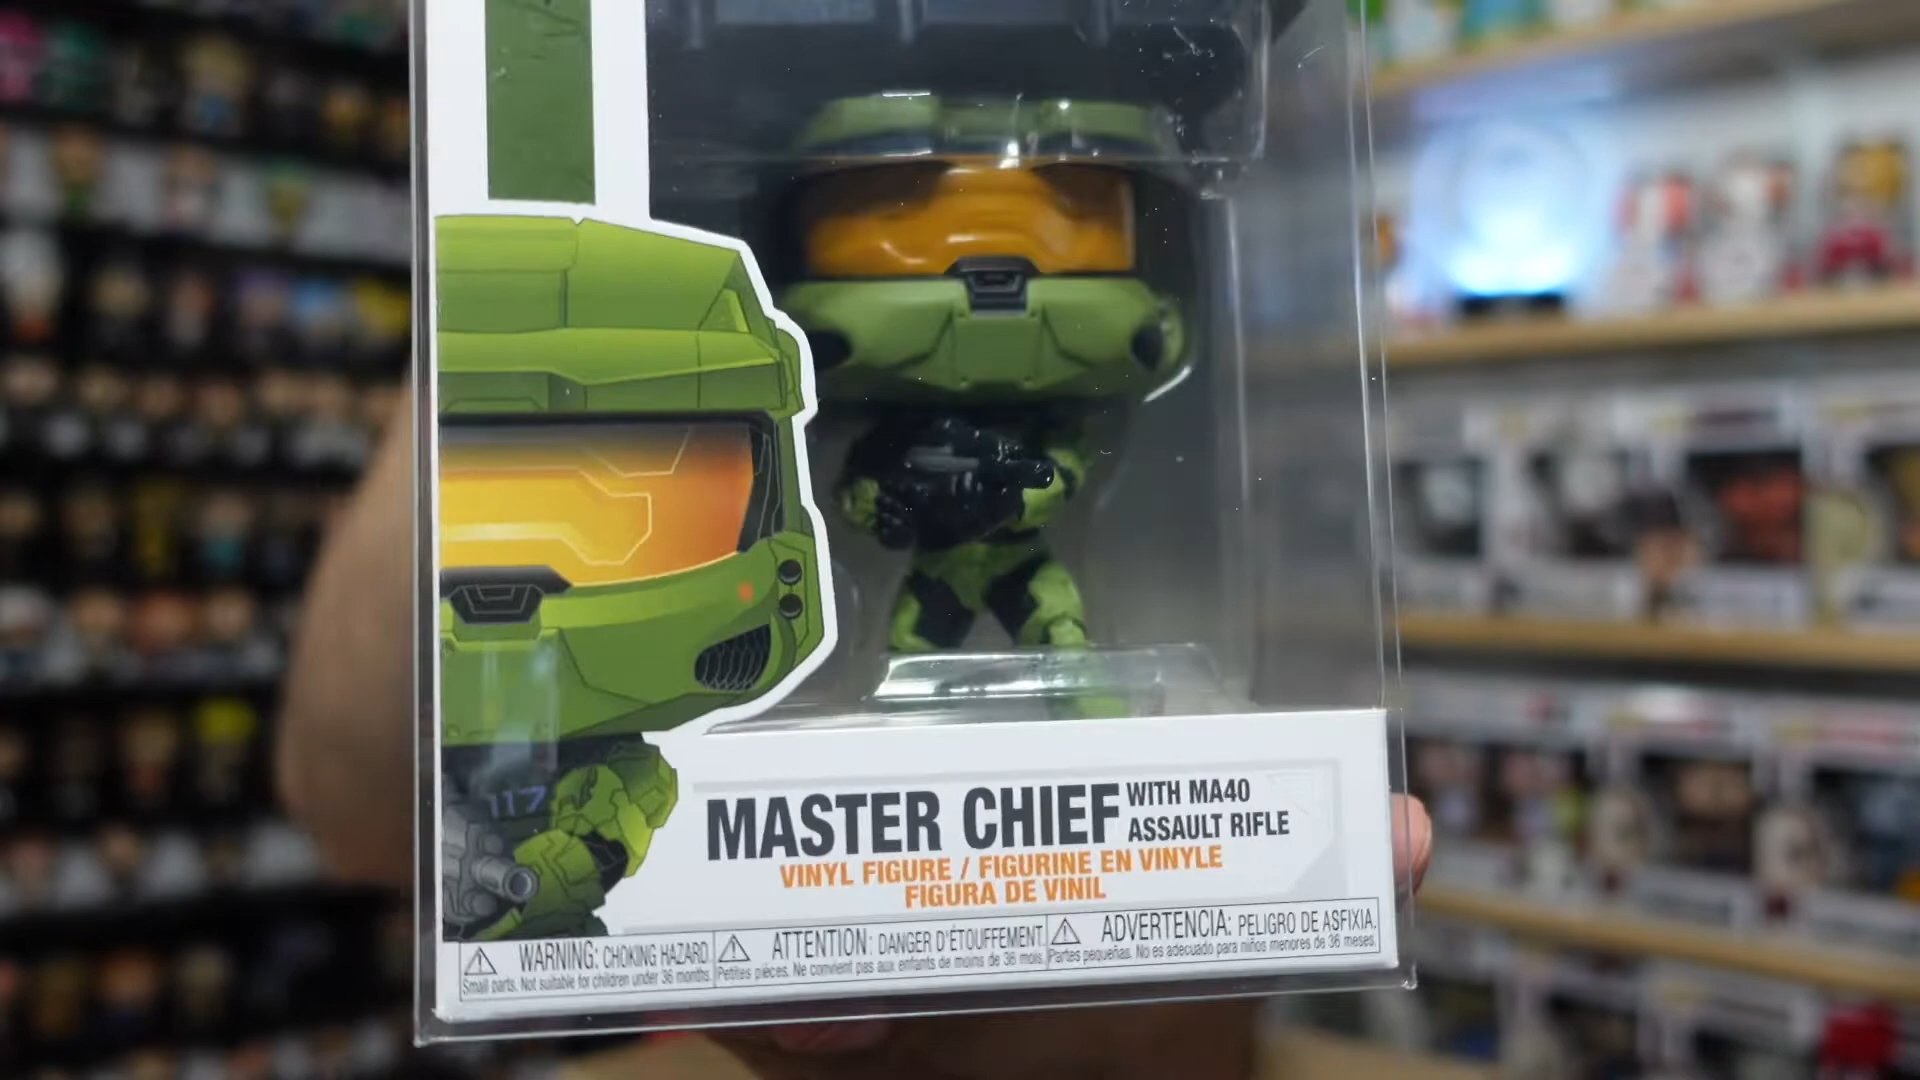 117
MASTER CHIEF WITH MA40
ASSAULT RIFLE
VINYL FIGURE / FIGURINE EN VINYLE
FIGURA DE VINIL
WARNING: CHOKING HAZARD.
Small parts. Not suitable for children under 36 months.
ATTENTION: DANGER D'ÉTOUFFEMENT.
Petites pièces. Ne convient pas aux enfants de moins de 36 mois.
ADVERTENCIA: PELIGRO DE ASFIXIA.
Partes pequeñas. No es adecuado para niños menores de 36 meses.